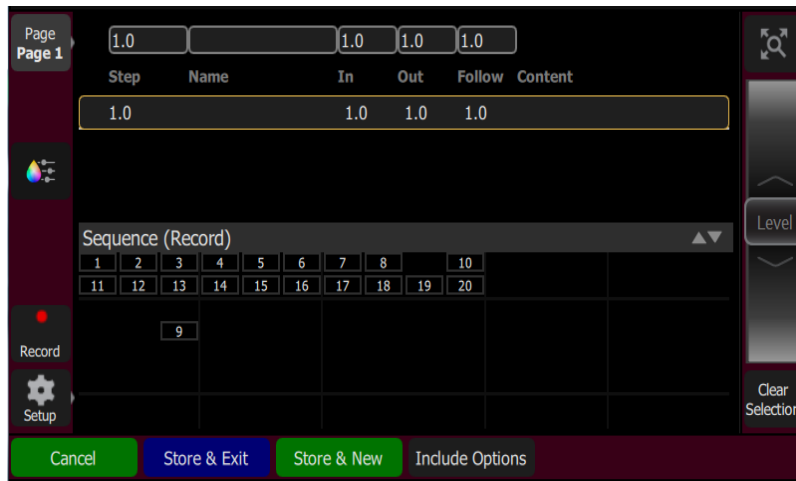 Page
Page 1
1.0 1.0 1.0 1.0
Step Name In Out Follow Content
1.0 1.0 1.0 1.0
Sequence (Record)
1 2 3 4 5 6 7 8 10
11 12 13 14 15 16 17 18 19 20
9
Level
Record
Setup
Clear
Selection
Cancel Store & Exit Store & New Include Options